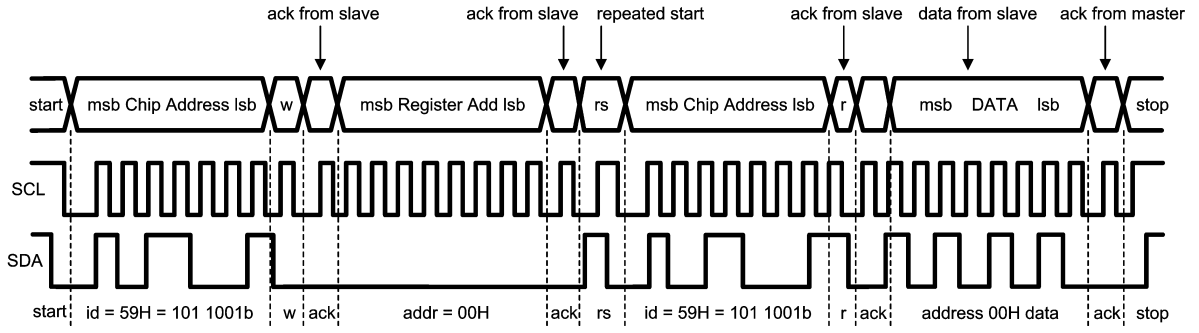 ack from slave ack from slave repeated start ack from slave data from slave ack from master
start msb Chip Address lsb w msb Register Add lsb rs msb Chip Address lsb r msb DATA lsb stop
SCL
SDA
start id = 59H = 101 1001b w ack addr = 00H ack rs id = 59H = 101 1001b r ack address 00H data ack stop